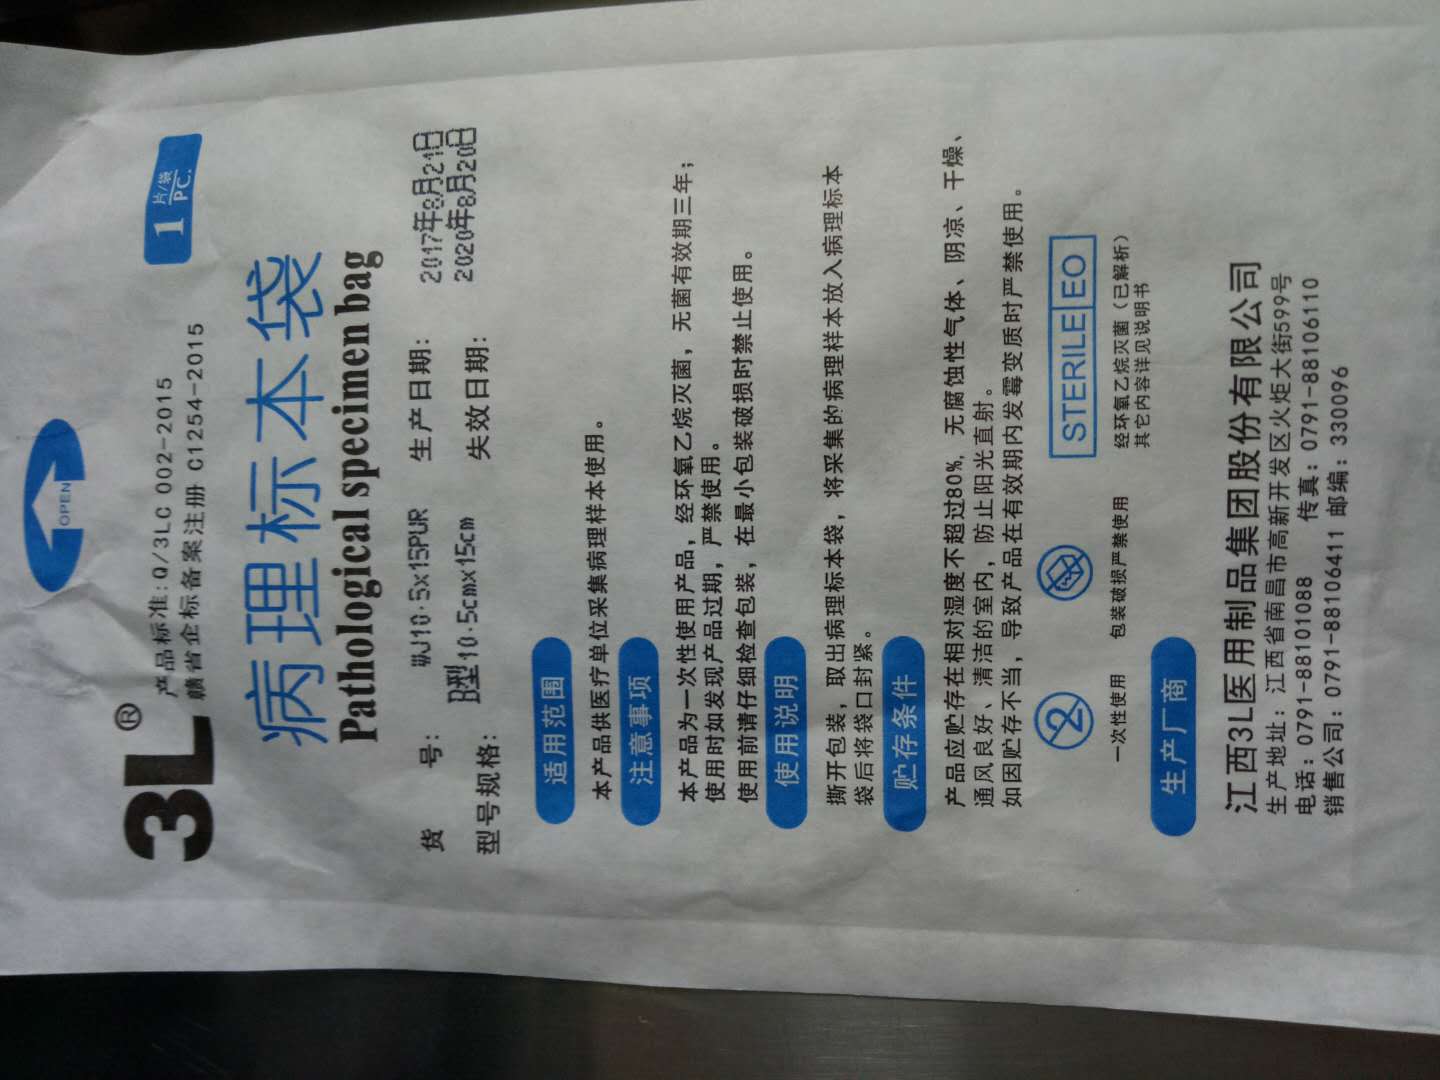 OPEN
3L®
产品标准:Q/3LC 002-2015
赣省企标备案注册 C1254-2015
1 片/袋 PC.
病理标本袋
Pathological specimen bag
货 号: WJ10.5x15PUR 生产日期: 2017年8月21日
型号规格: B型10.5cmx15cm 失效日期: 2020年8月20日
适用范围
本产品供医疗单位采集病理样本使用。
注意事项
本产品为一次性使用产品，经环氧乙烷灭菌，无菌有效期三年；
使用时如发现产品过期，严禁使用。
使用前请仔细检查包装，在最小包装破损时禁止使用。
使用说明
撕开包装，取出病理标本袋，将采集的病理样本放入病理标本
袋后将袋口封紧。
贮存条件
产品应贮存在相对湿度不超过80%，无腐蚀性气体、阴凉、干燥、
通风良好、清洁的室内，防止阳光直射。
如因贮存不当，导致产品在有效期内发霉变质时严禁使用。
2
STERILE EO
一次性使用 包装破损严禁使用 经环氧乙烷灭菌（已解析）
其它内容详见说明书
生产厂商
江西3L医用制品集团股份有限公司
生产地址: 江西省南昌市高新开发区火炬大街599号
电话: 0791-88101088 传真: 0791-88106110
销售公司: 0791-88106411 邮编: 330096